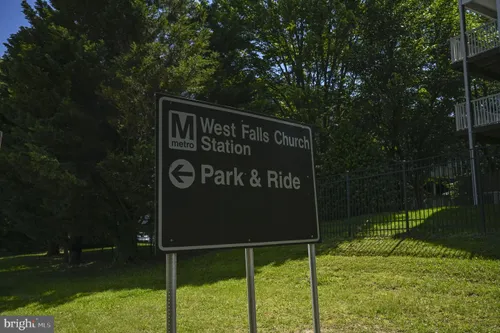 M
metro
West Falls Church
Station
Park & Ride
bright MLS